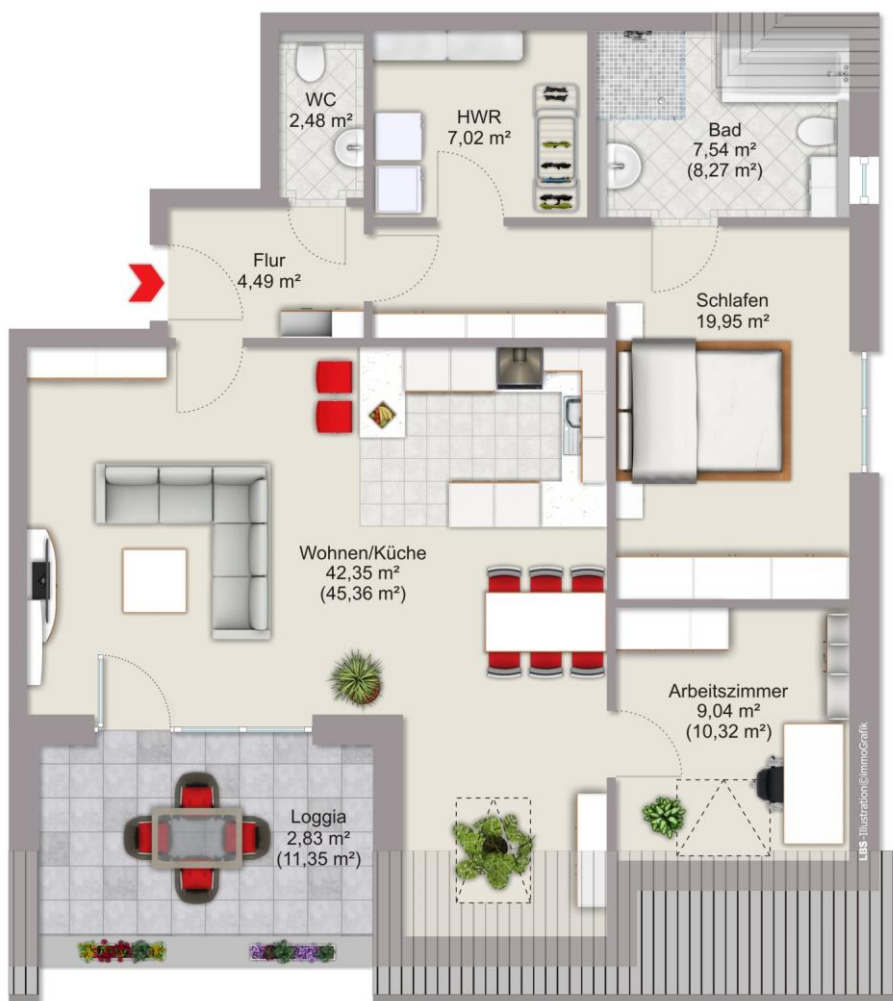 WC
2,48 m²
HWR
7,02 m²
Bad
7,54 m²
(8,27 m²)
Flur
4,49 m²
Schlafen
19,95 m²
Wohnen/Küche
42,35 m²
(45,36 m²)
Arbeitszimmer
9,04 m²
(10,32 m²)
Loggia
2,83 m²
(11,35 m²)
LBS-Illustration©immoGrafik